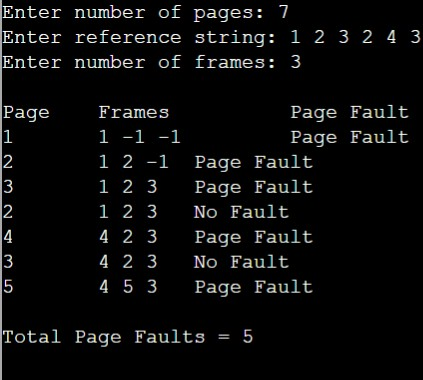 Enter number of pages: 7
Enter reference string: 1 2 3 2 4 3
Enter number of frames: 3
Page Frames Page Fault
1 1 -1 -1 Page Fault
2 1 2 -1 Page Fault
3 1 2 3 Page Fault
2 1 2 3 No Fault
4 4 2 3 Page Fault
3 4 2 3 No Fault
5 4 5 3 Page Fault
Total Page Faults = 5